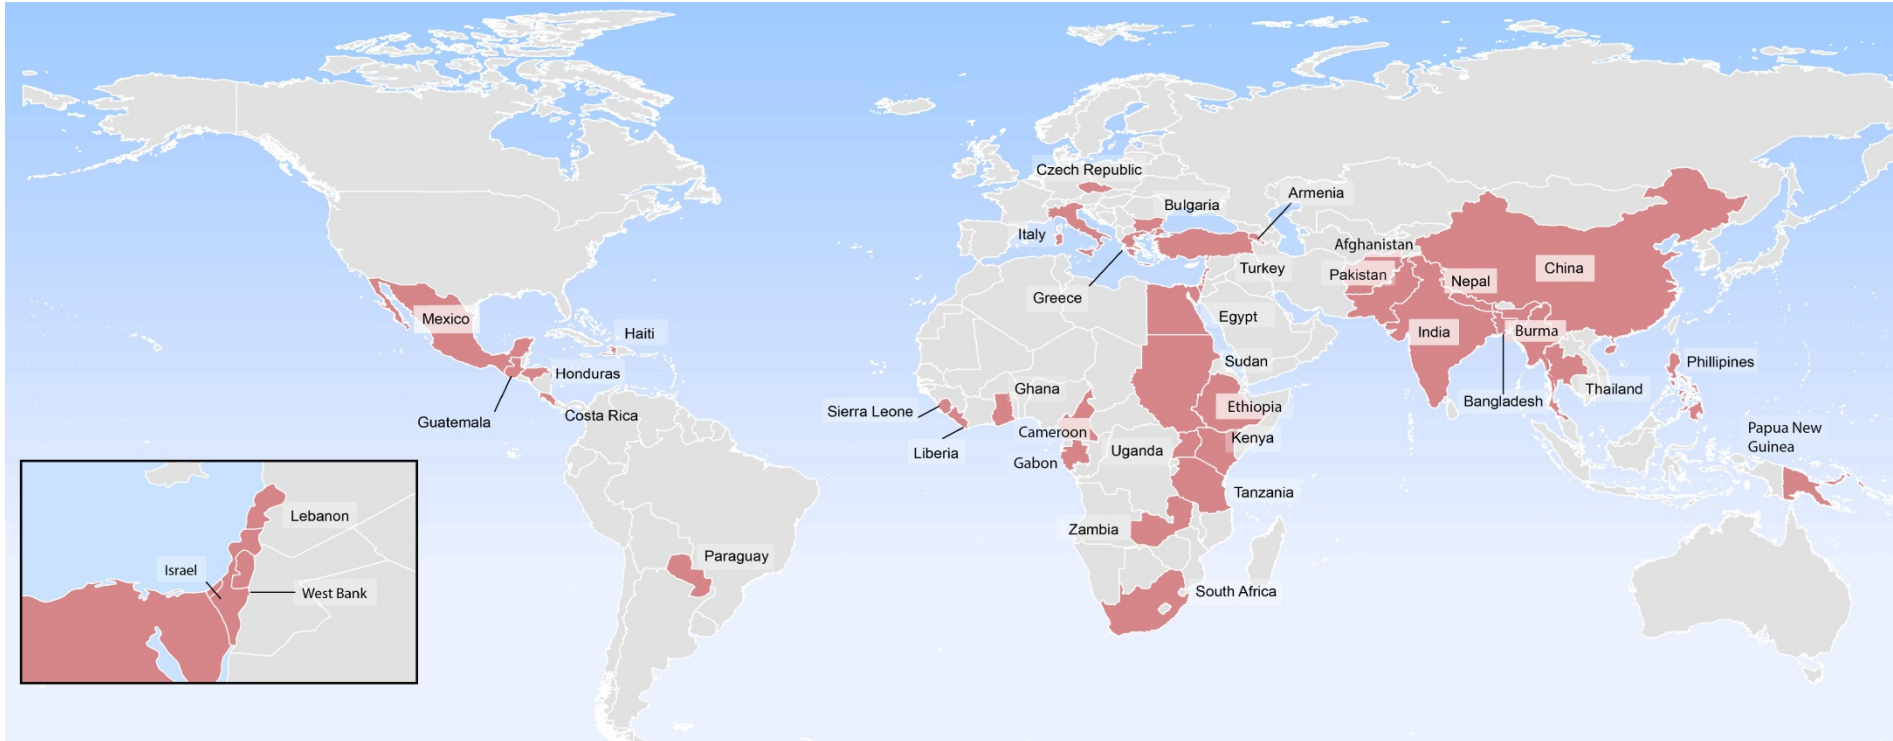 Czech Republic
Armenia
Bulgaria
Italy
Afghanistan
Turkey
Pakistan
China
Nepal
Greece
Mexico
Egypt
Haiti
India
Burma
Sudan
Phillipines
Honduras
Ghana
Thailand
Bangladesh
Sierra Leone
Ethiopia
Costa Rica
Guatemala
Cameroon
Papua New
Guinea
Kenya
Liberia
Uganda
Gabon
Tanzania
Lebanon
Zambia
Paraguay
Israel
West Bank
South Africa